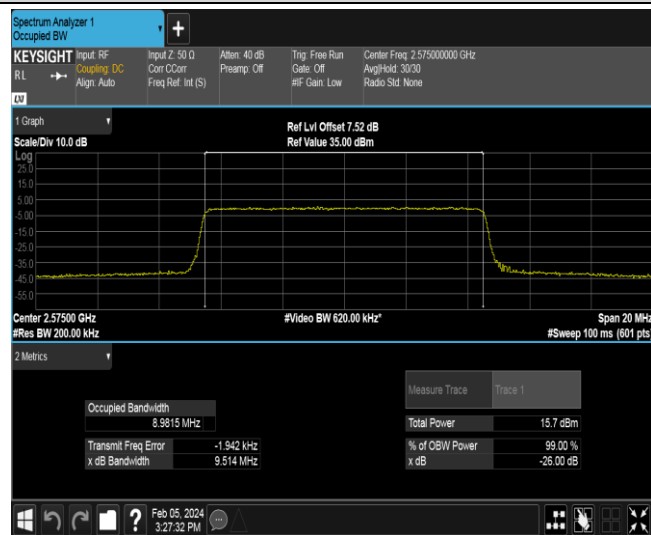 Spectrum Analyzer 1
Occupied BW
KEYSIGHT
RL
Input: RF
Coupling: DC
Align: Auto
Input Z: 50 Ω
Corr CCorr
Freq Ref: Int (S)
Atten: 40 dB
Preamp: Off
Trig: Free Run
Gate: Off
#IF Gain: Low
Center Freq: 2.575000000 GHz
Avg|Hold: 30/30
Radio Std: None
LXI
1 Graph
Scale/Div 10.0 dB
Ref Lvl Offset 7.52 dB
Ref Value 35.00 dBm
Log
25.0
15.0
5.00
-5.00
-15.0
-25.0
-35.0
-45.0
-55.0
Center 2.57500 GHz
#Res BW 200.00 kHz
#Video BW 620.00 kHz*
Span 20 MHz
#Sweep 100 ms (601 pts)
2 Metrics
Measure Trace Trace 1
Occupied Bandwidth
8.9815 MHz
Total Power 15.7 dBm
Transmit Freq Error -1.942 kHz
% of OBW Power 99.00 %
x dB Bandwidth 9.514 MHz
x dB -26.00 dB
?
Feb 05, 2024
3:27:32 PM